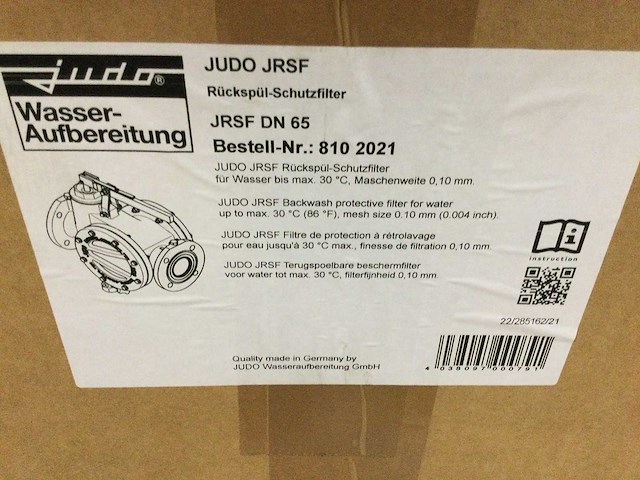 judo®
Wasser-
Aufbereitung
JUDO JRSF
Rückspül-Schutzfilter
JRSF DN 65
Bestell-Nr.: 810 2021
JUDO JRSF Rückspül-Schutzfilter
für Wasser bis max. 30 °C, Maschenweite 0,10 mm.
JUDO JRSF Backwash protective filter for water
up to max. 30 °C (86 °F), mesh size 0.10 mm (0.004 inch).
JUDO JRSF Filtre de protection à rétrolavage
pour eau jusqu'à 30 °C max., finesse de filtration 0,10 mm.
JUDO JRSF Terugspoelbare beschermfilter
voor water tot max. 30 °C, filterfijnheid 0,10 mm.
instruction
22/285162/21
Quality made in Germany by
JUDO Wasseraufbereitung GmbH
4 038097 000791